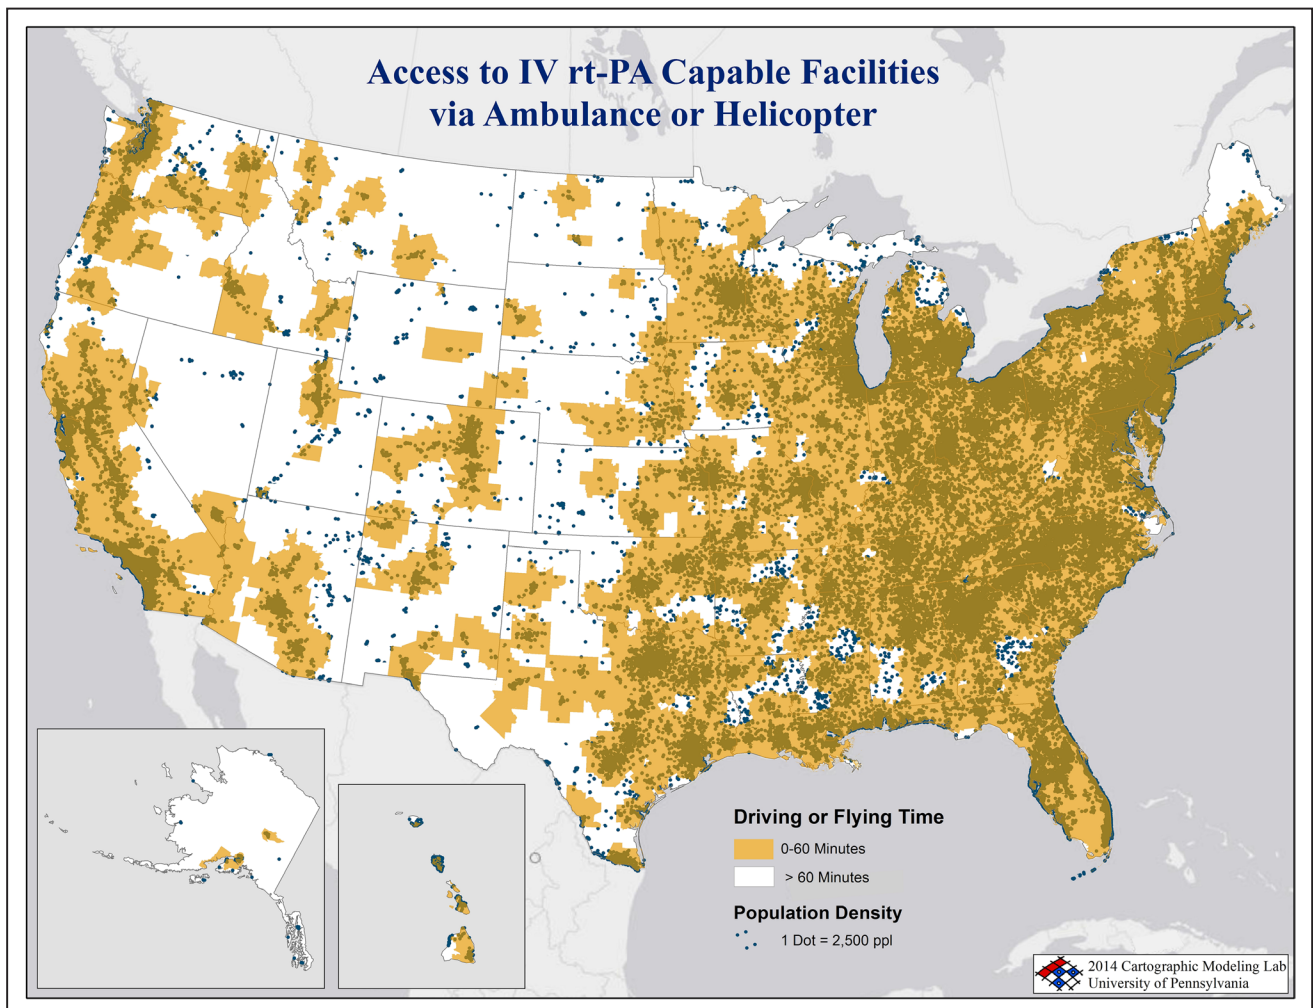 Access to IV rt-PA Capable Facilities
via Ambulance or Helicopter
Driving or Flying Time
0-60 Minutes
> 60 Minutes
Population Density
1 Dot = 2,500 ppl
2014 Cartographic Modeling Lab
University of Pennsylvania